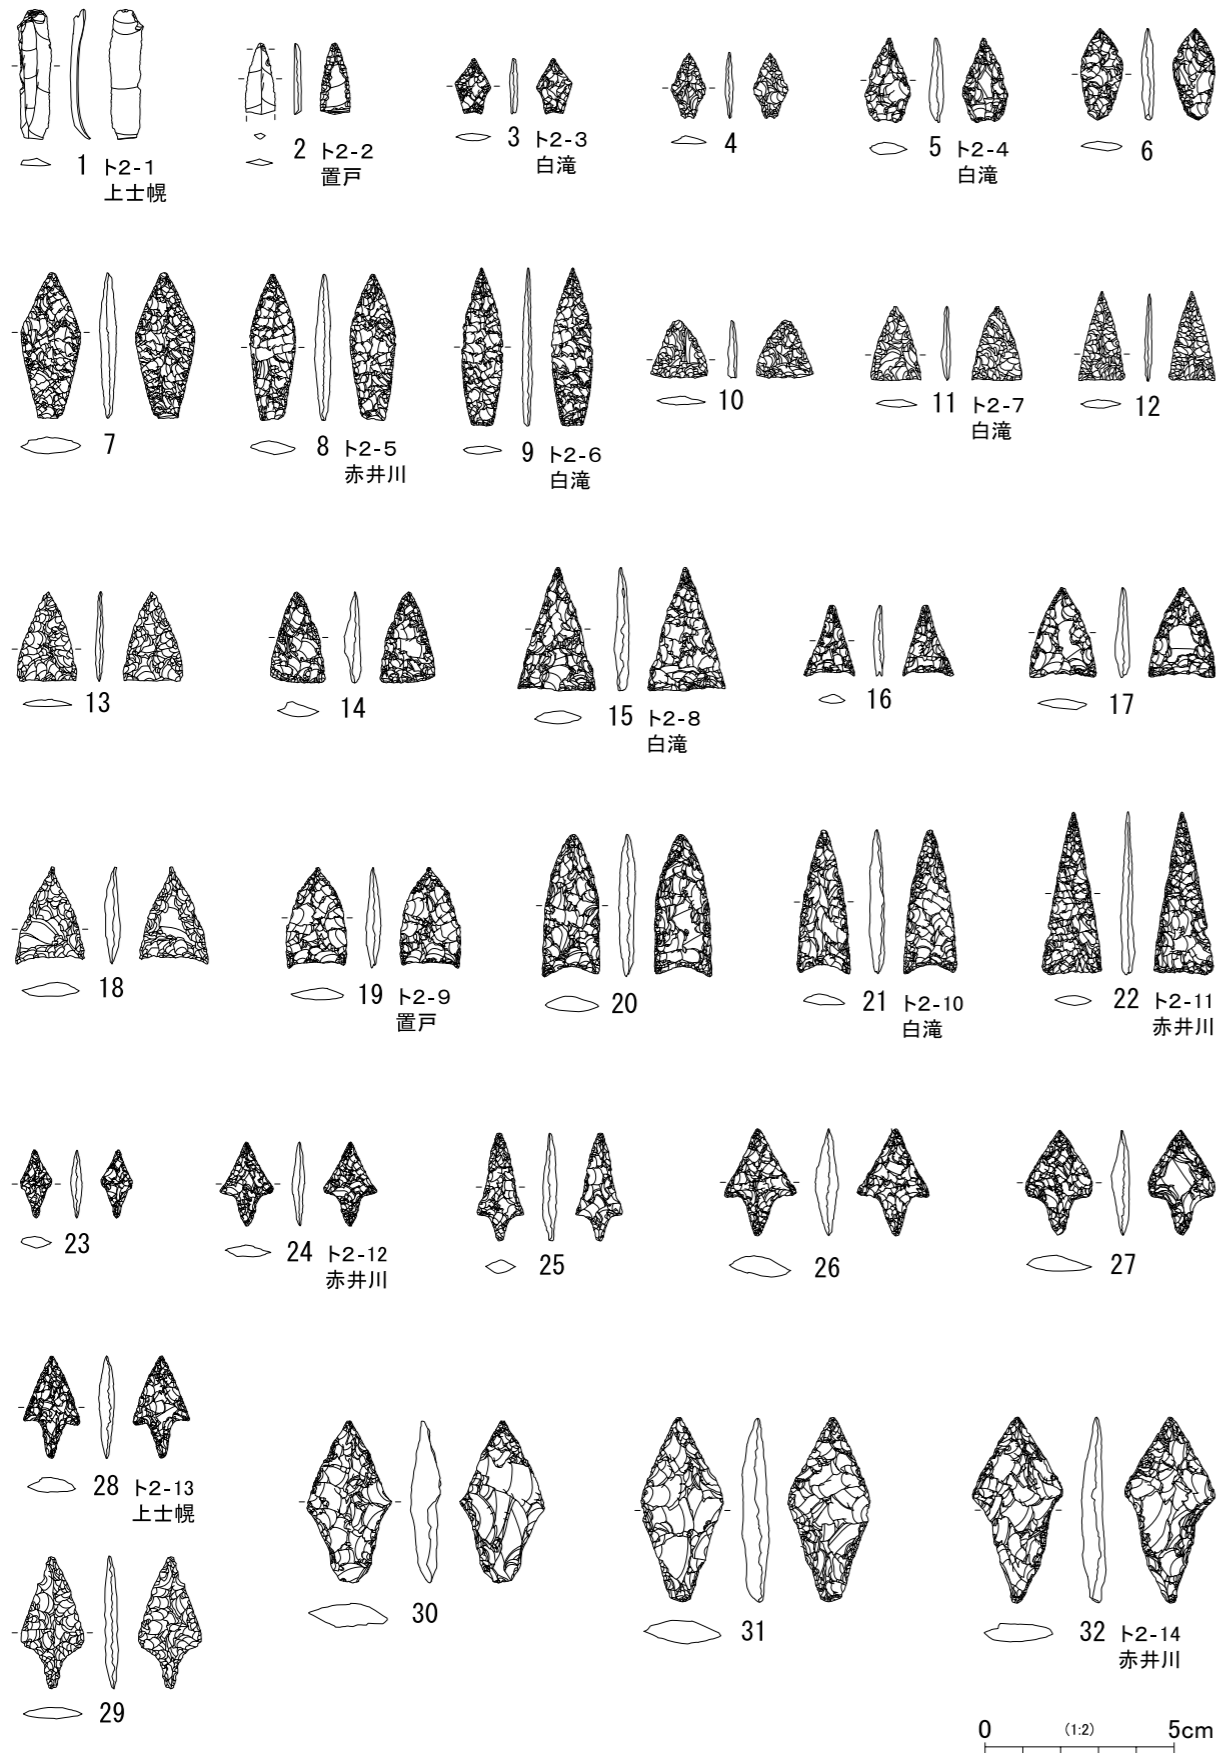 1 ト2-1
上士幌
2 ト2-2
置戸
3 ト2-3
白滝
4
5 ト2-4
白滝
6
7
8 ト2-5
赤井川
9 ト2-6
白滝
10
11 ト2-7
白滝
12
13
14
15 ト2-8
白滝
16
17
18
19 ト2-9
置戸
20
21 ト2-10
白滝
22 ト2-11
赤井川
23
24 ト2-12
赤井川
25
26
27
28 ト2-13
上士幌
29
30
31
32 ト2-14
赤井川
0 (1:2) 5cm